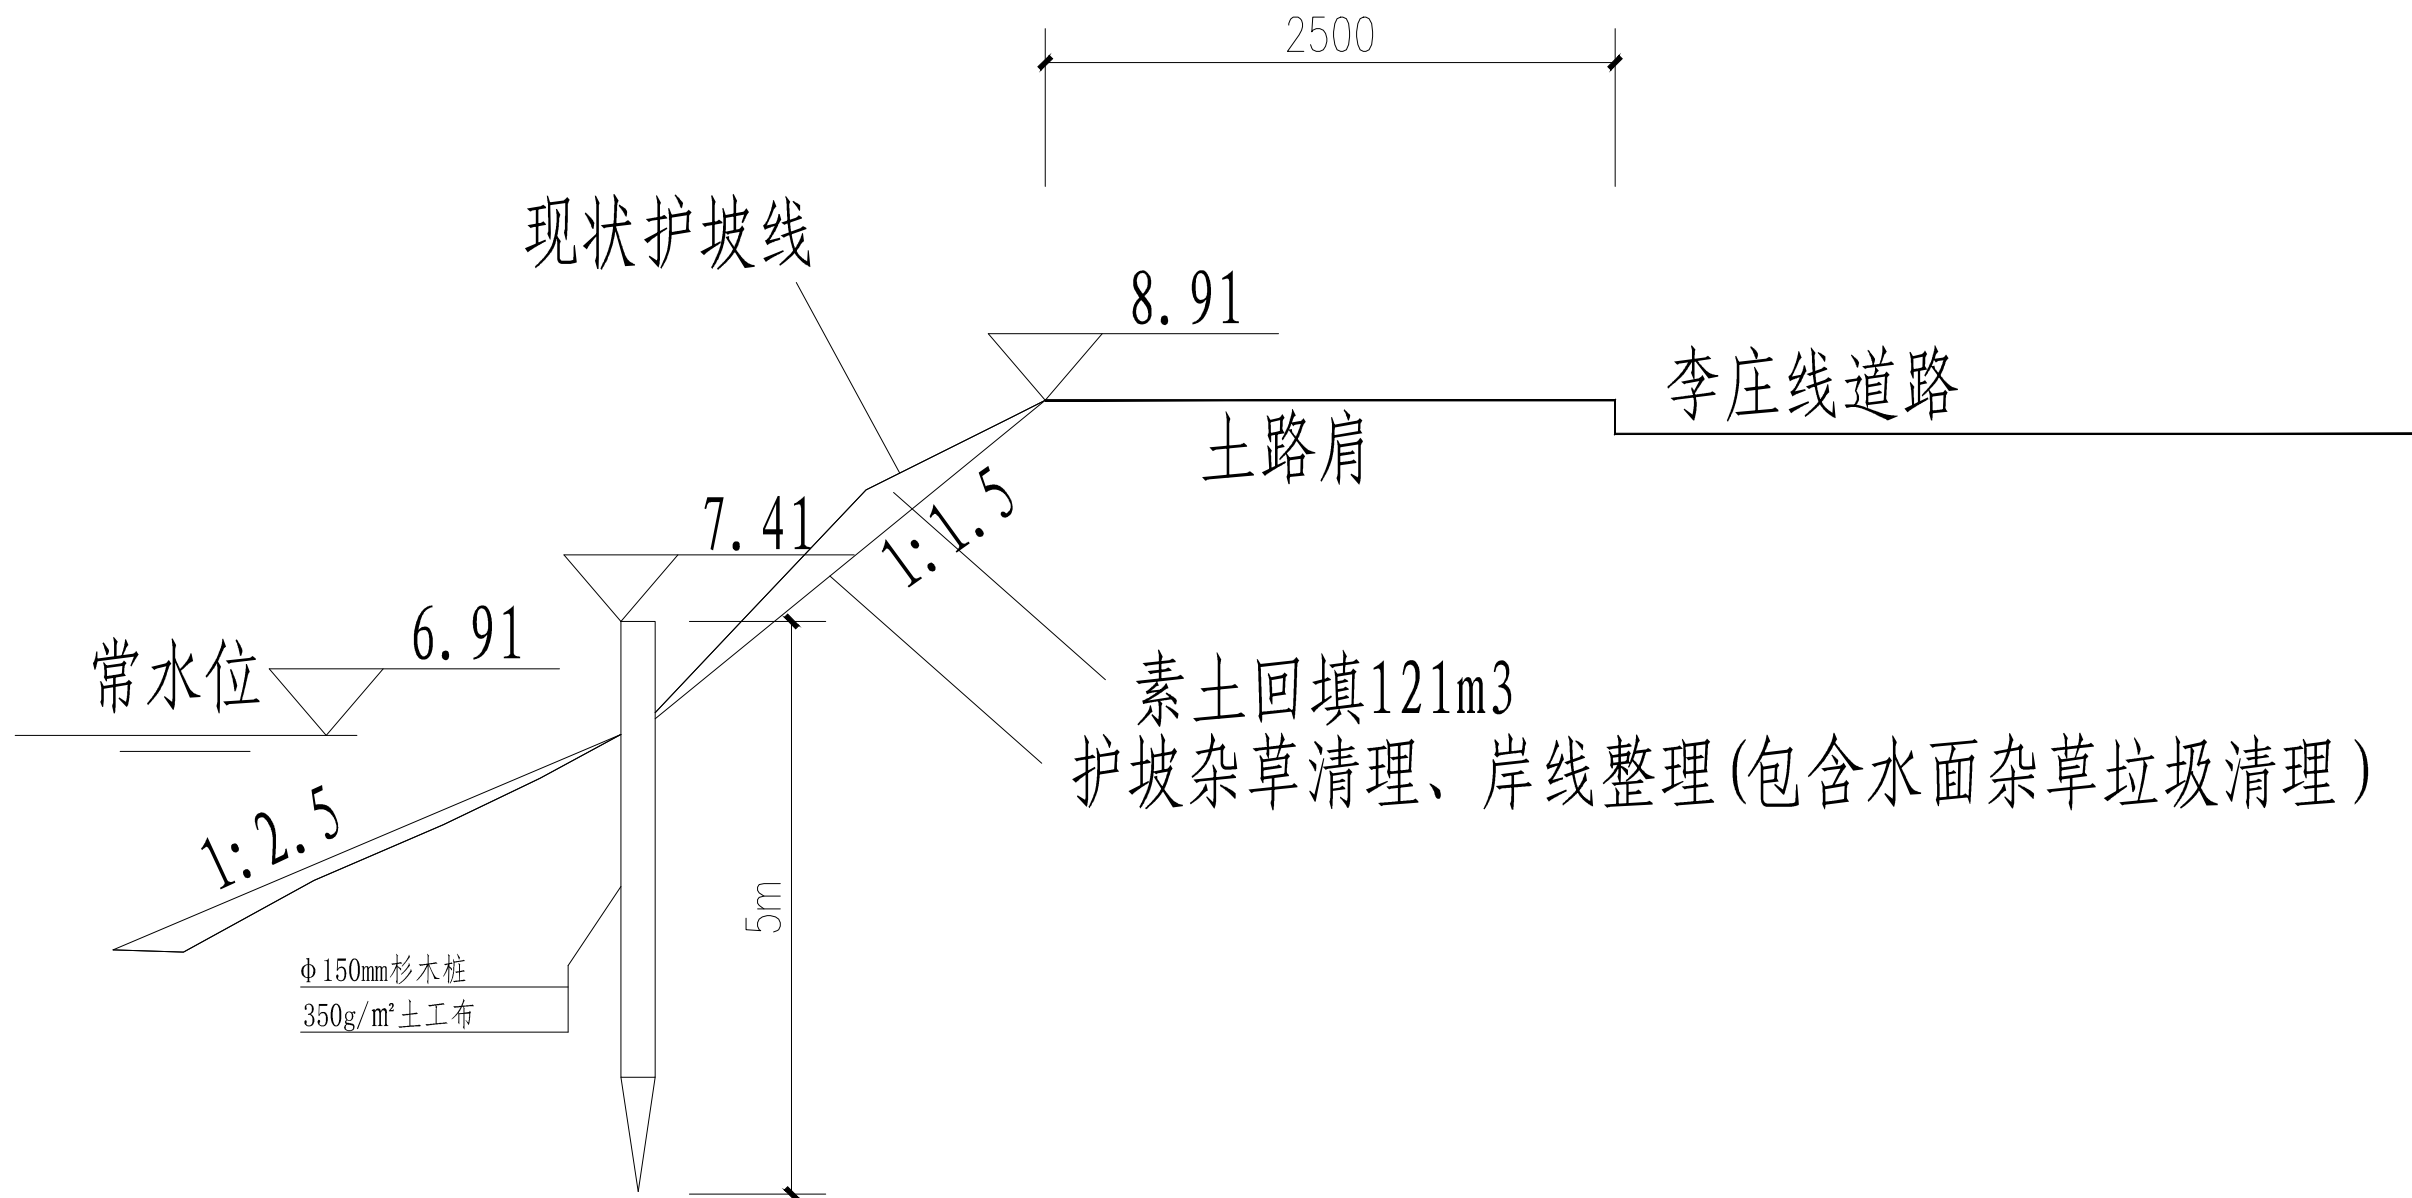 2500
现状护坡线
8.91
李庄线道路
土路肩
1:1.5
7.41
6.91
常水位
素土回填121m3
护坡杂草清理、岸线整理(包含水面杂草垃圾清理)
1:2.5
5m
φ150mm杉木桩
350g/m²土工布